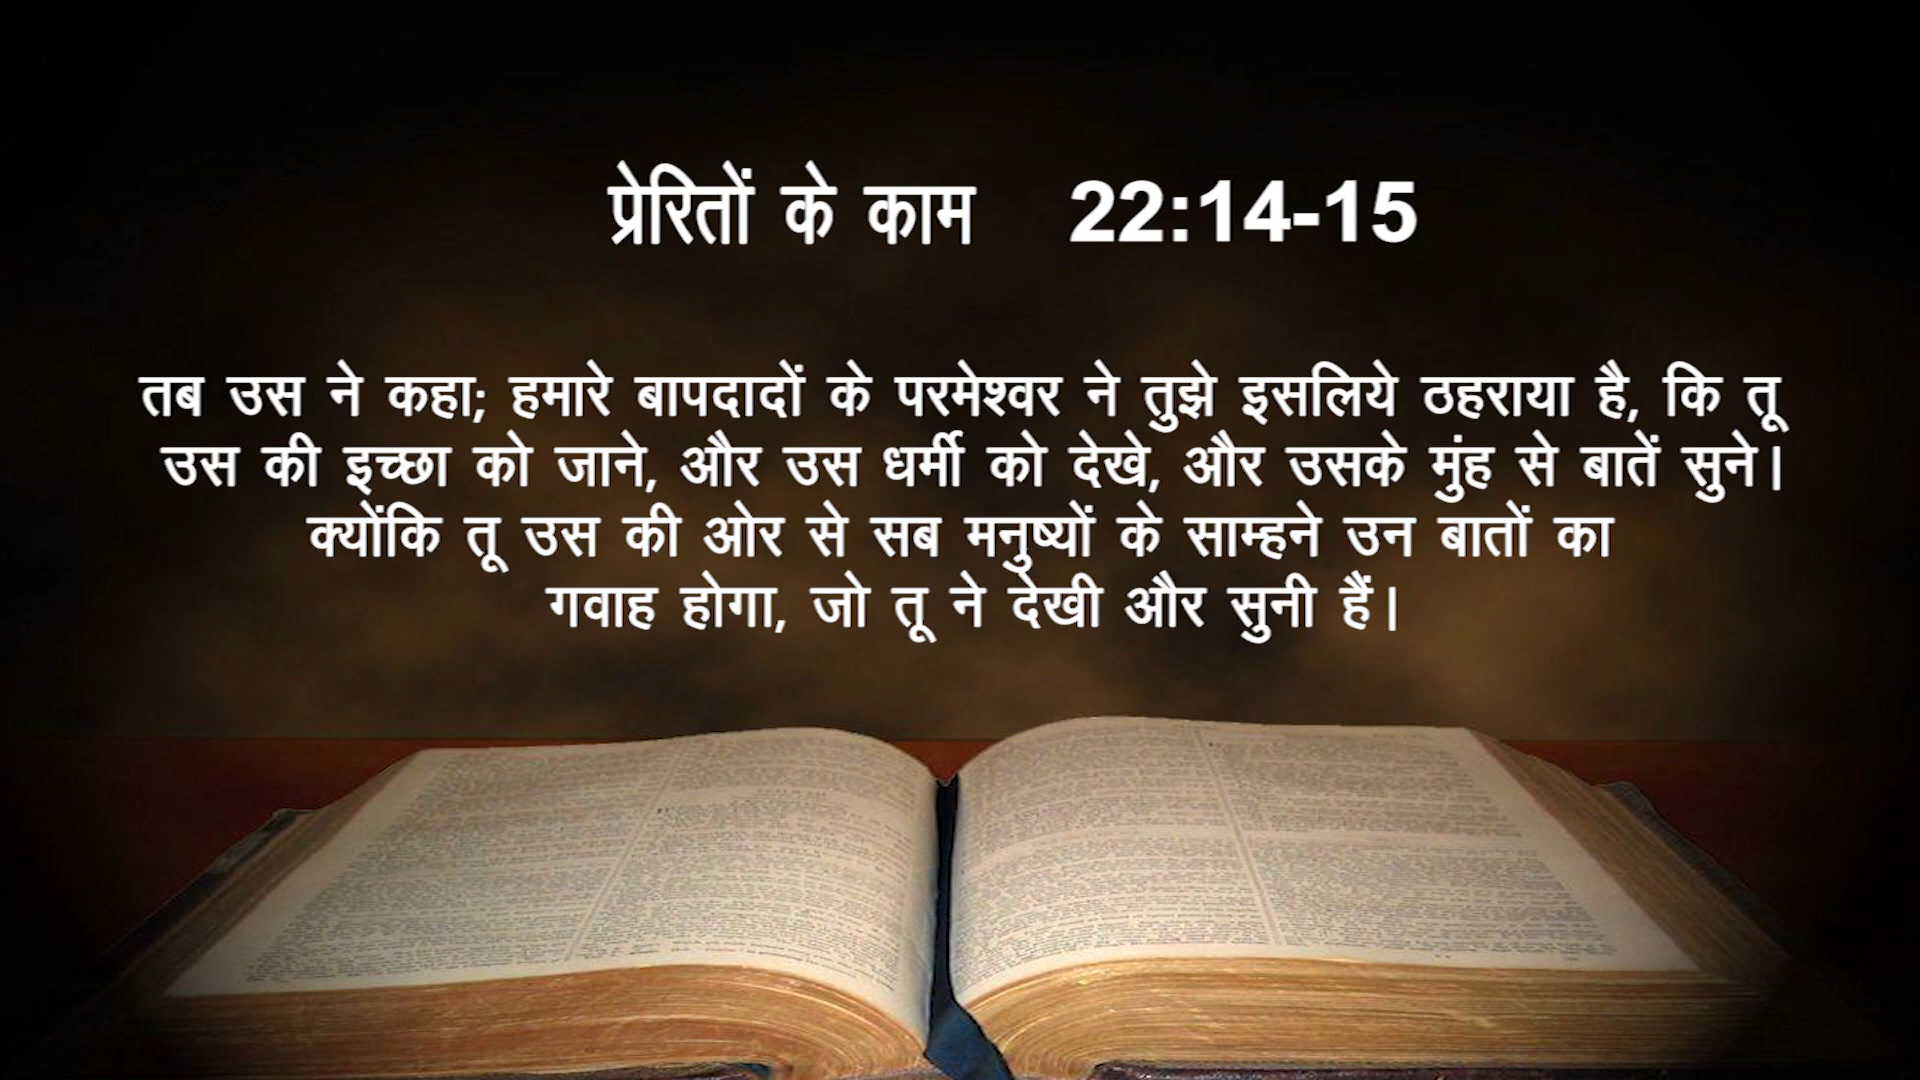 प्रेरितों के काम 22:14-15
तब उस ने कहा; हमारे बापदादों के परमेश्वर ने तुझे इसलिये ठहराया है, कि तू
उस की इच्छा को जाने, और उस धर्मी को देखे, और उसके मुंह से बातें सुने।
क्योंकि तू उस की ओर से सब मनुष्यों के साम्हने उन बातों का
गवाह होगा, जो तू ने देखी और सुनी हैं।